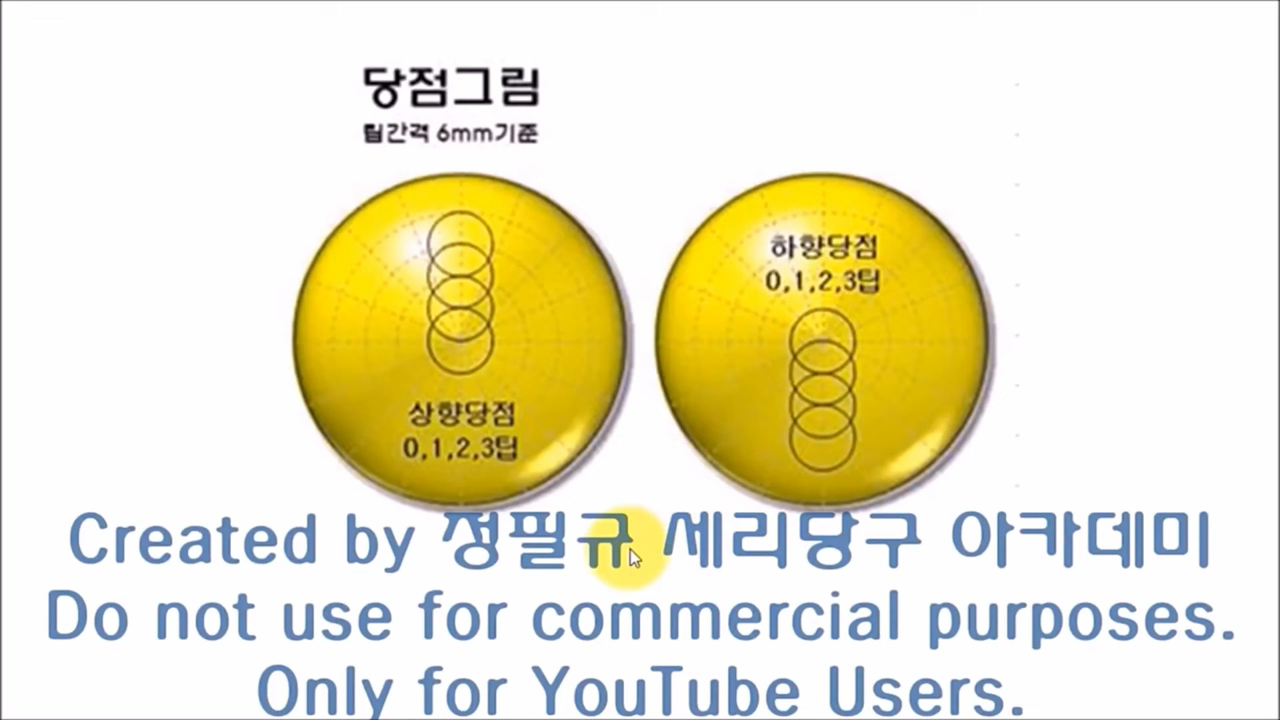 당점그림
팁간격 6mm기준
하향당점
0,1,2,3팁
상향당점
0,1,2,3팁
Created by 정필규 세리당구 아카데미
Do not use for commercial purposes.
Only for YouTube Users.